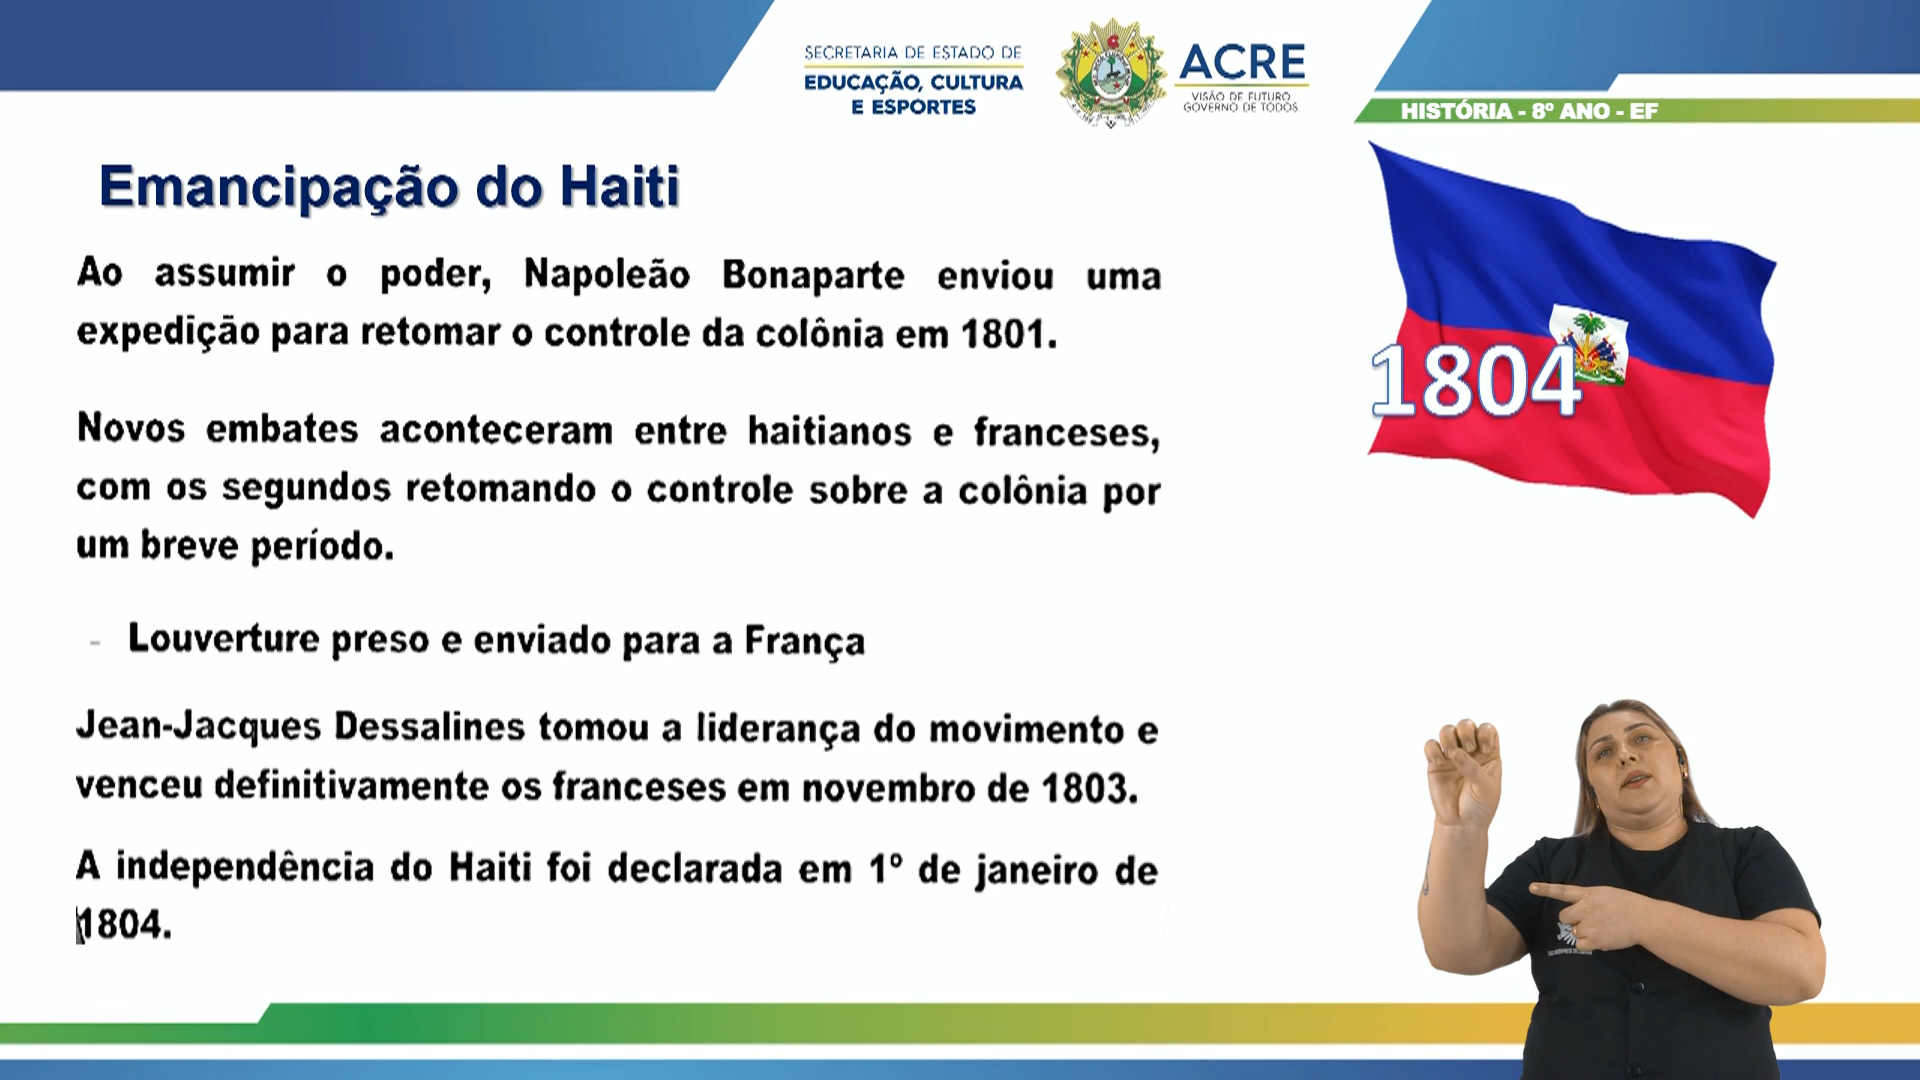 SECRETARIA DE ESTADO DE
EDUCAÇÃO, CULTURA
E ESPORTES
ACRE
VISÃO DE FUTURO
GOVERNO DE TODOS
HISTÓRIA - 8º ANO - EF
Emancipação do Haiti
Ao assumir o poder, Napoleão Bonaparte enviou uma
expedição para retomar o controle da colônia em 1801.
Novos embates aconteceram entre haitianos e franceses,
com os segundos retomando o controle sobre a colônia por
um breve período.
- Louverture preso e enviado para a França
Jean-Jacques Dessalines tomou a liderança do movimento e
venceu definitivamente os franceses em novembro de 1803.
A independência do Haiti foi declarada em 1º de janeiro de
1804.
1804